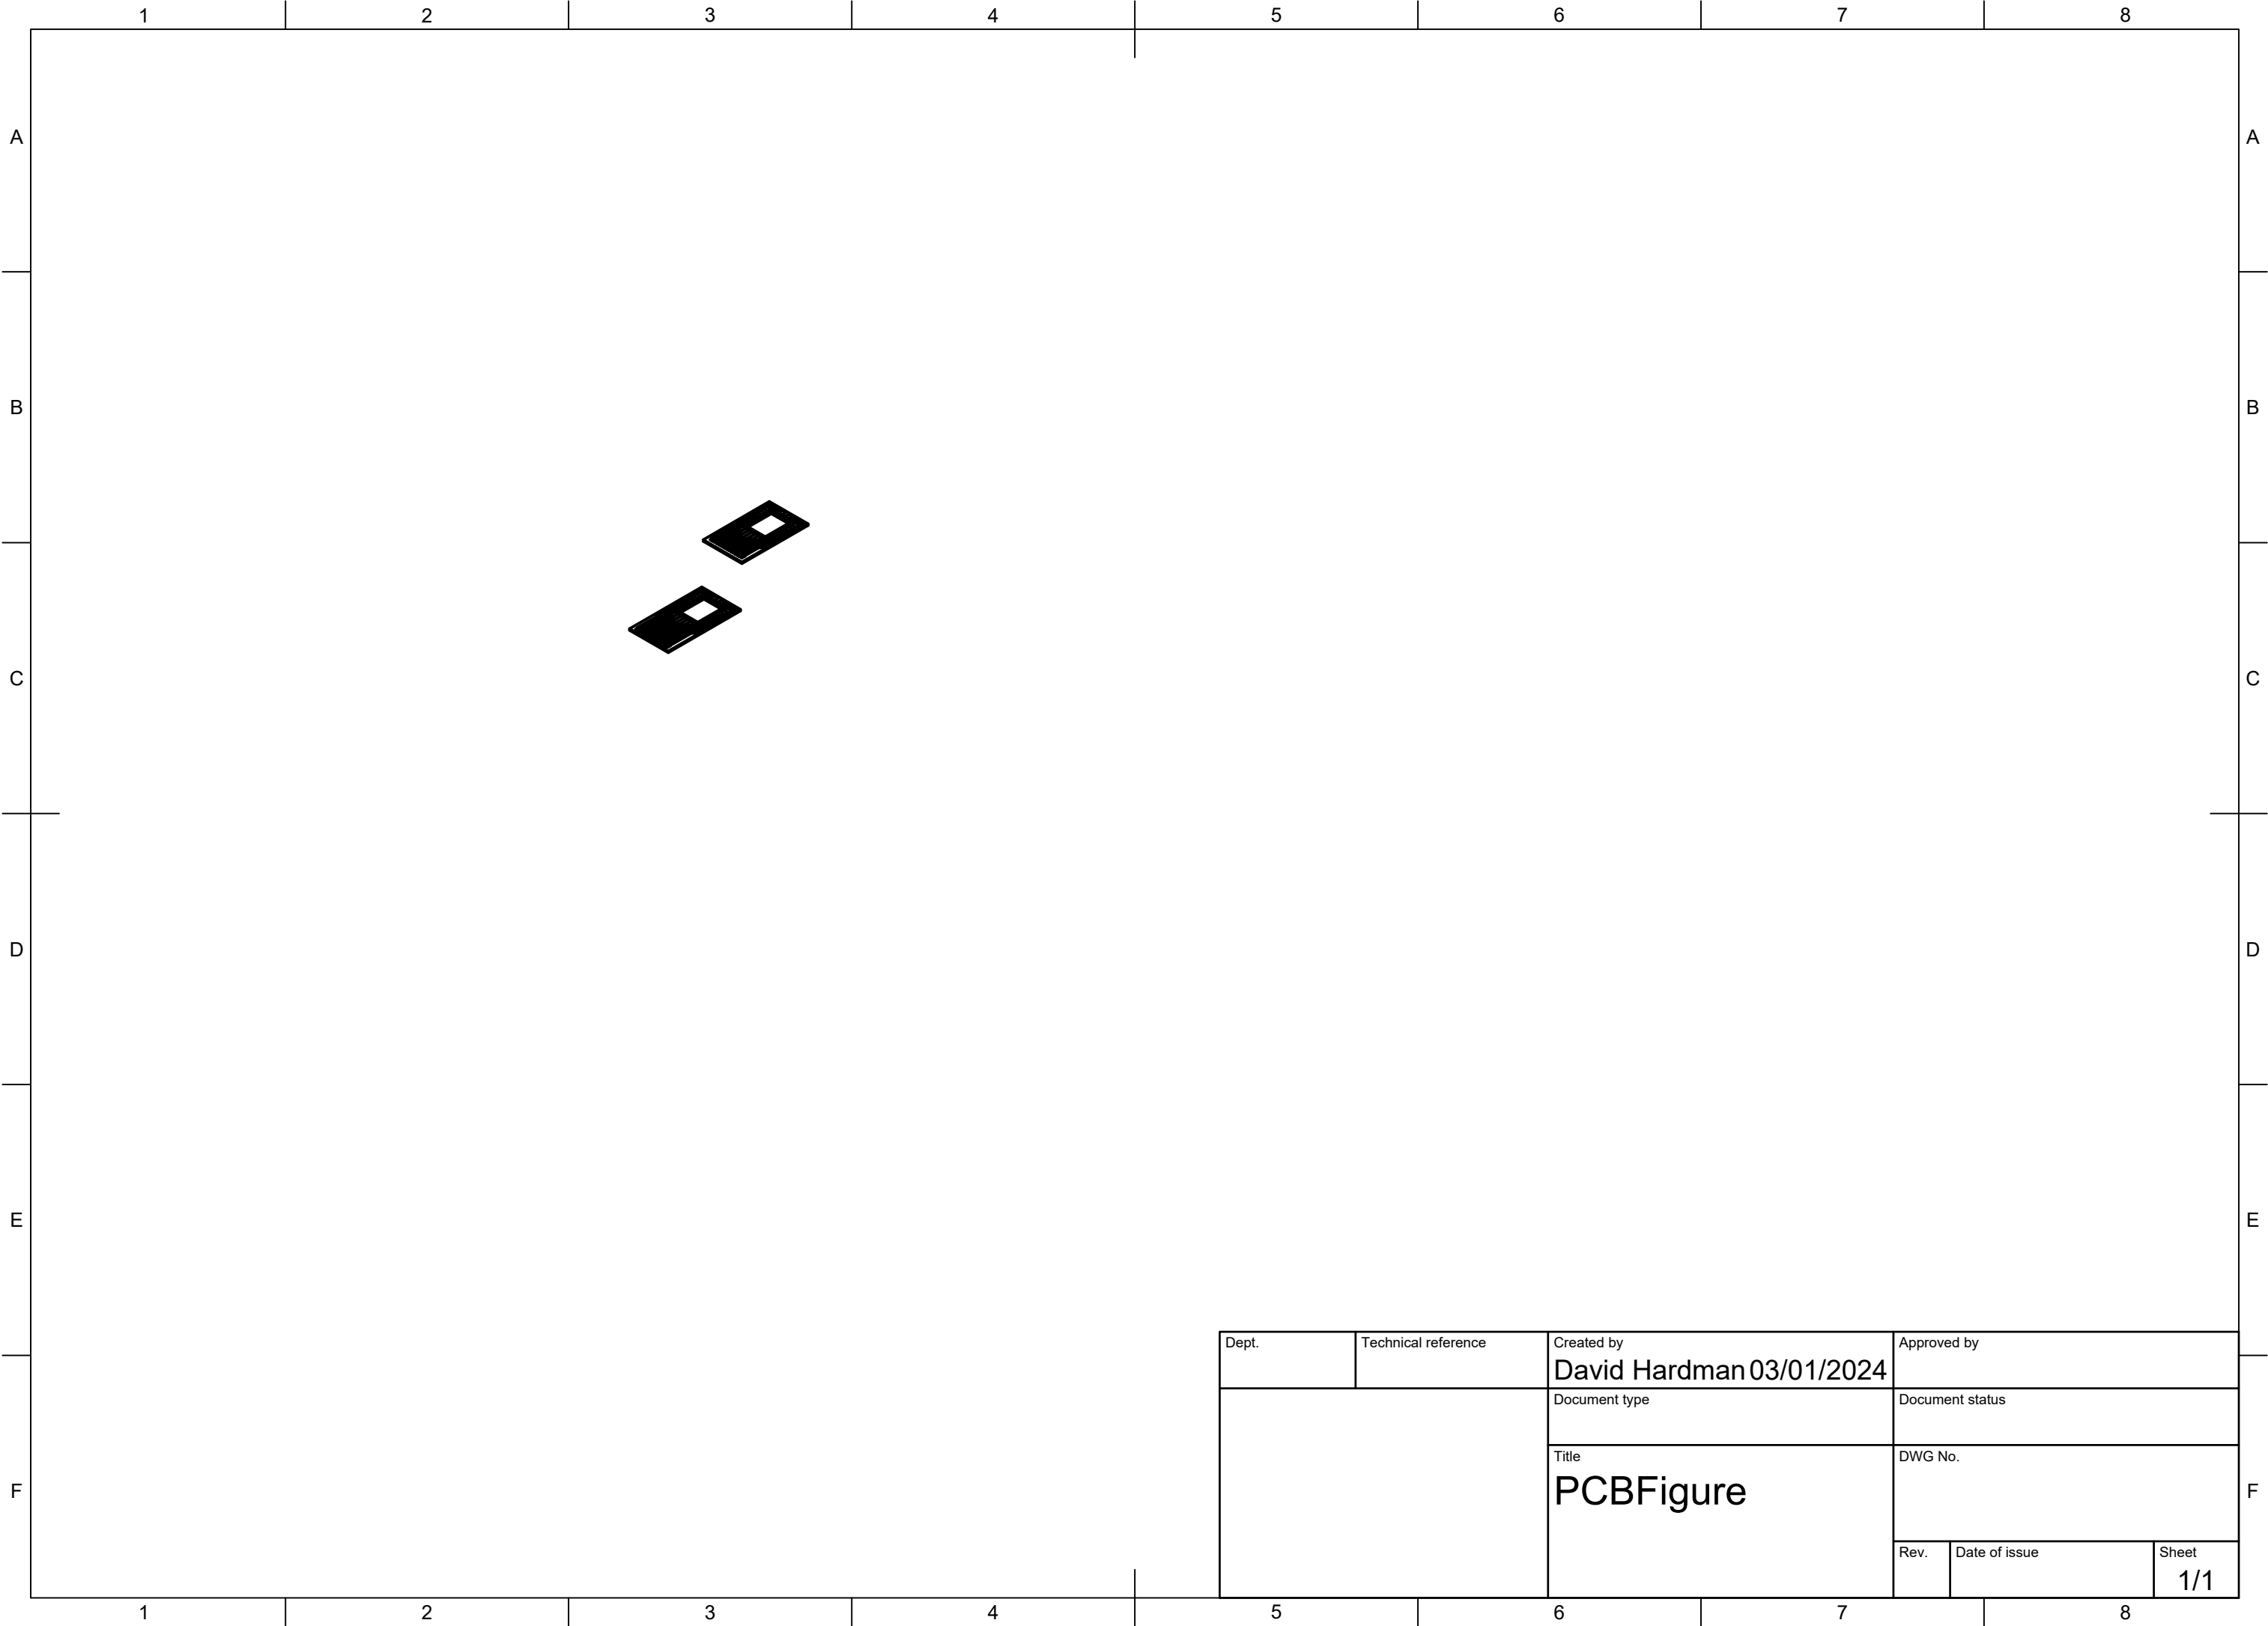 1 2 3 4 5 6 7 8
A A
B B
C C
D D
E E
Dept. Technical reference Created by Approved by
David Hardman 03/01/2024
Document type Document status
Title DWG No.
PCBFigure
F F
Rev. Date of issue Sheet
1/1
1 2 3 4 5 6 7 8